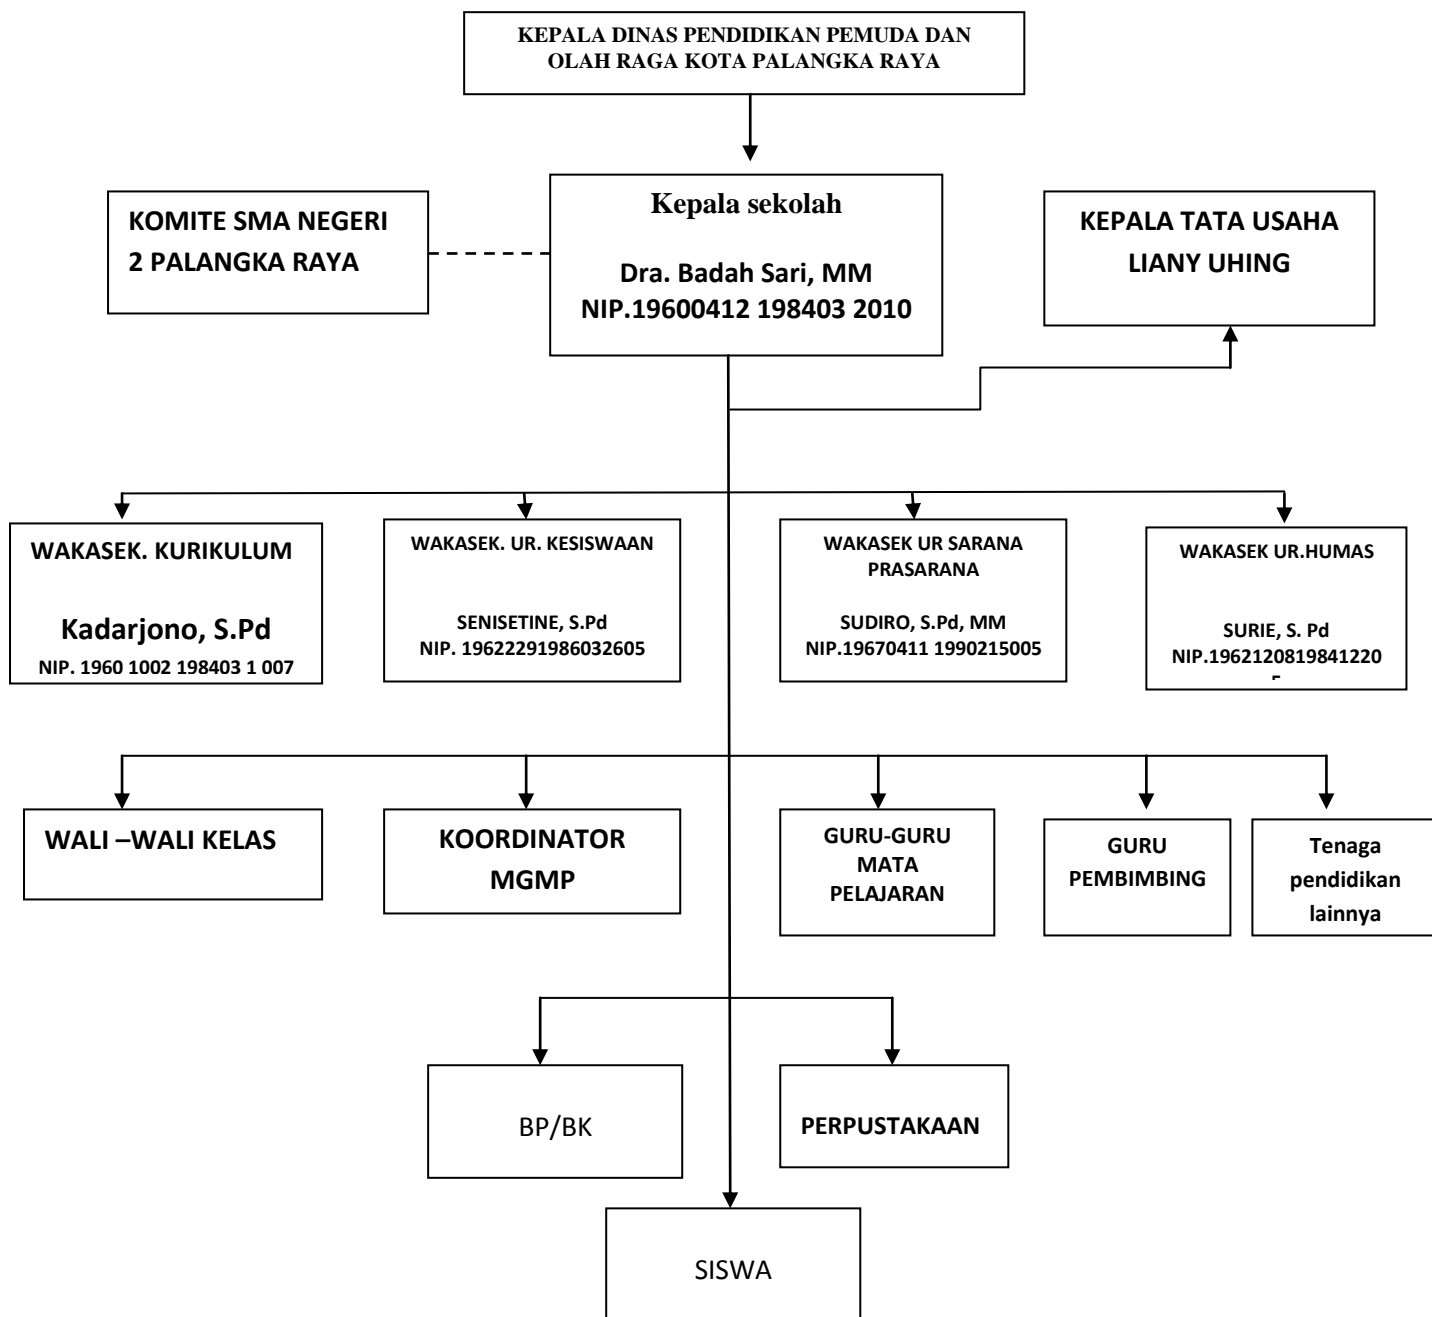 KEPALA DINAS PENDIDIKAN PEMUDA DAN
OLAH RAGA KOTA PALANGKA RAYA
KOMITE SMA NEGERI
2 PALANGKA RAYA
Kepala sekolah
Dra. Badah Sari, MM
NIP.19600412 198403 2010
KEPALA TATA USAHA
LIANY UHING
WAKASEK. KURIKULUM
Kadarjono, S.Pd
NIP. 1960 1002 198403 1 007
WAKASEK. UR. KESISWAAN
SENISETINE, S.Pd
NIP. 19622291986032605
WAKASEK UR SARANA
PRASARANA
SUDIRO, S.Pd, MM
NIP.19670411 1990215005
WAKASEK UR.HUMAS
SURIE, S. Pd
NIP.1962120819841220
WALI –WALI KELAS
KOORDINATOR
MGMP
GURU-GURU
MATA
PELAJARAN
GURU
PEMBIMBING
Tenaga
pendidikan
lainnya
BP/BK
PERPUSTAKAAN
SISWA